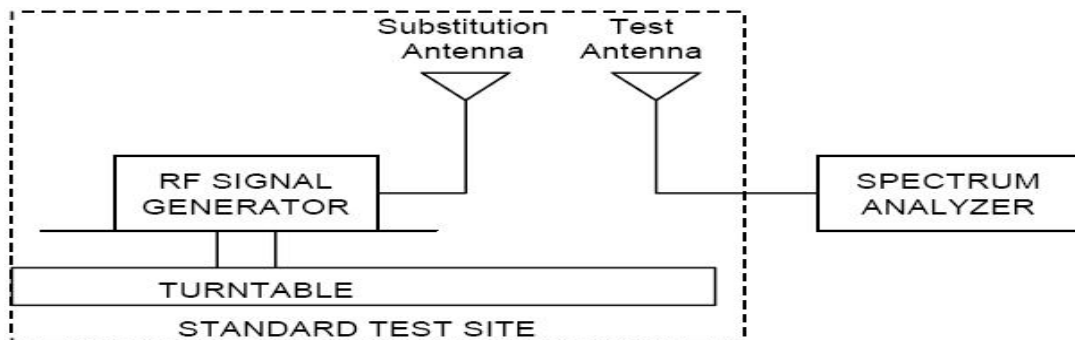 Substitution
Antenna
Test
Antenna
RF SIGNAL
GENERATOR
SPECTRUM
ANALYZER
TURNTABLE
STANDARD TEST SITE